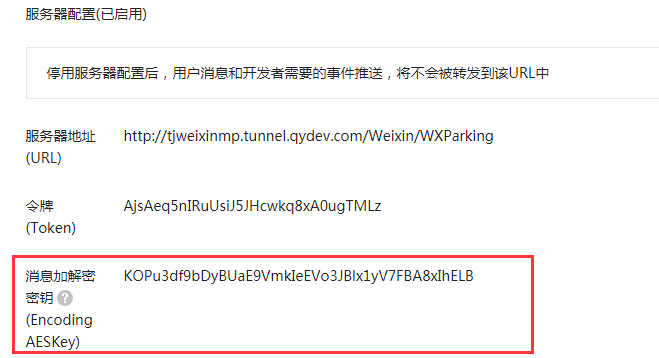 服务器配置(已启用)
停用服务器配置后，用户消息和开发者需要的事件推送，将不会被转发到该URL中
服务器地址 http://tjweixinmp.tunnel.qydev.com/Weixin/WXParking
(URL)
令牌 AjsAeq5nIRuUsiJ5JHcwkq8xA0ugTMLz
(Token)
消息加解密 KOPu3df9bDyBUaE9VmkIeEVo3JBlx1yV7FBA8xIhELB
密钥 ?
(Encoding
AESKey)